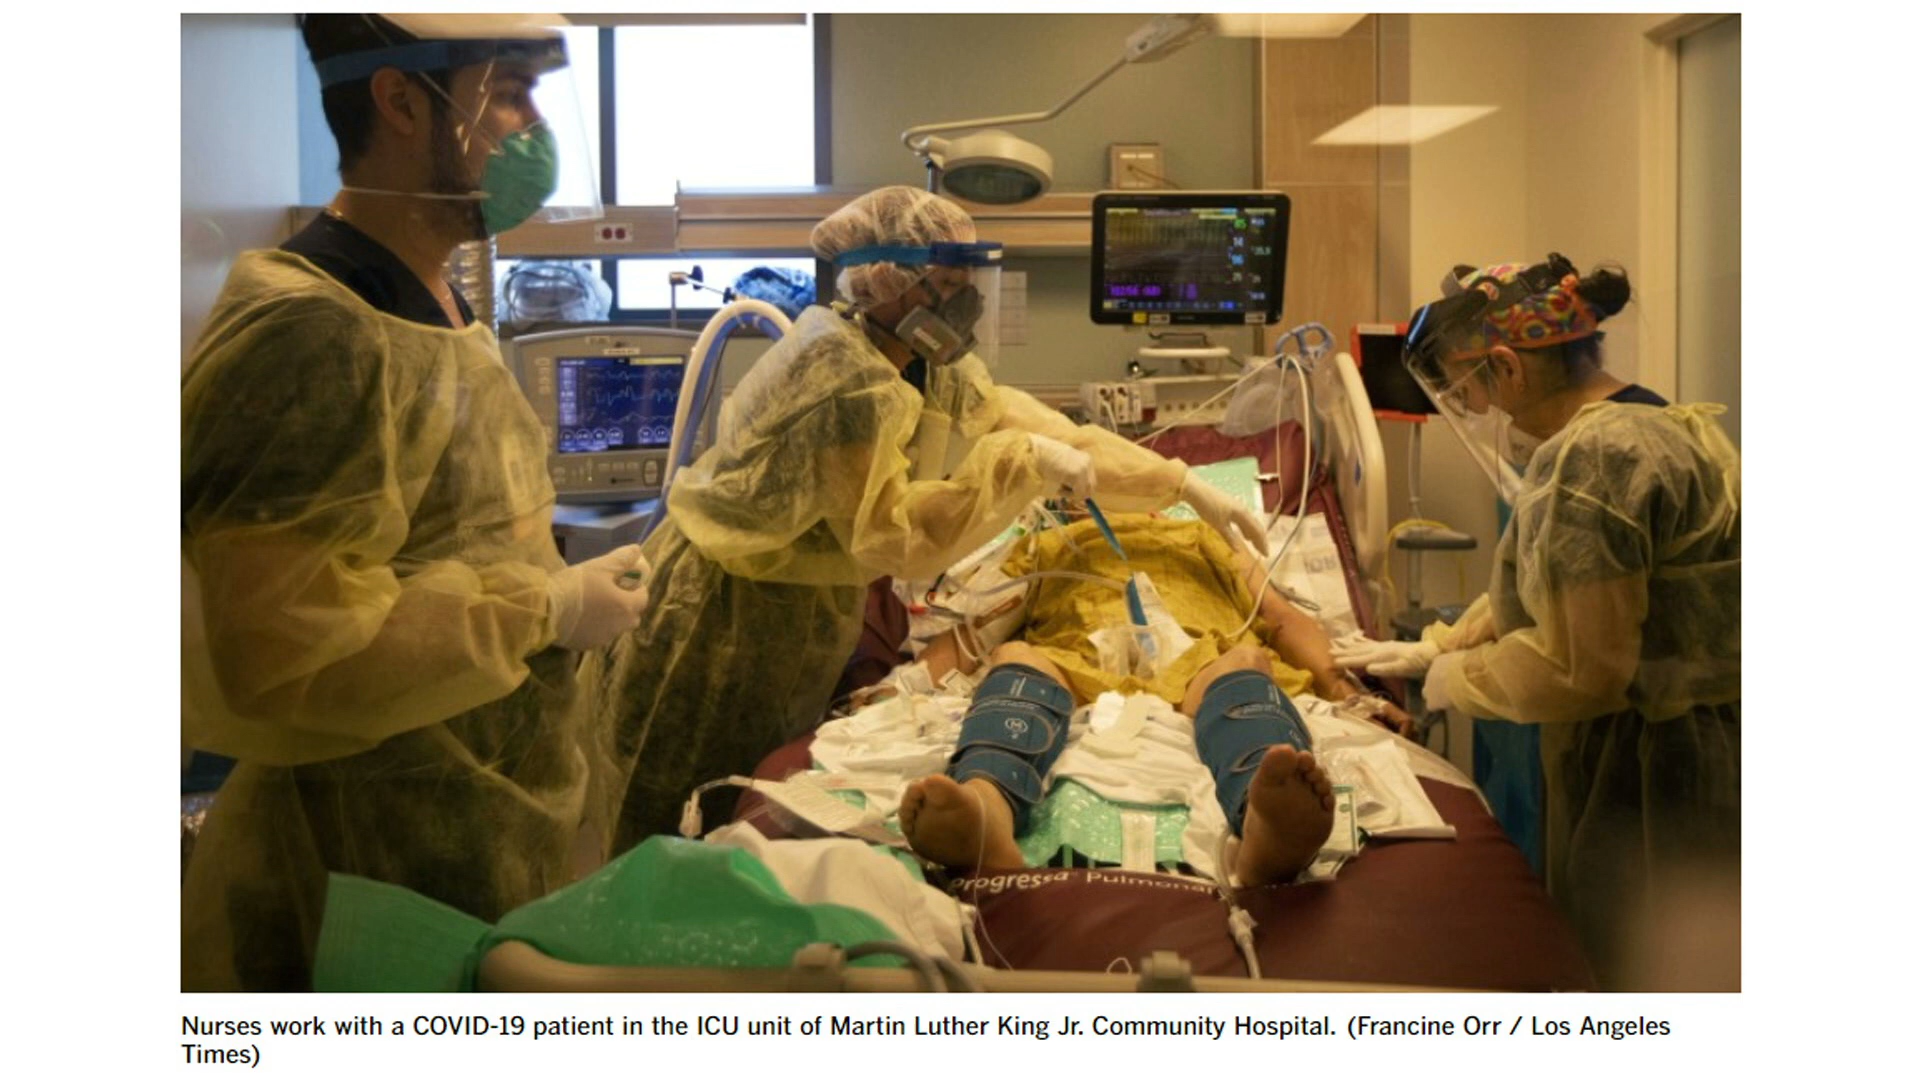 Progressa Pulmonar
M
Nurses work with a COVID-19 patient in the ICU unit of Martin Luther King Jr. Community Hospital. (Francine Orr / Los Angeles
Times)